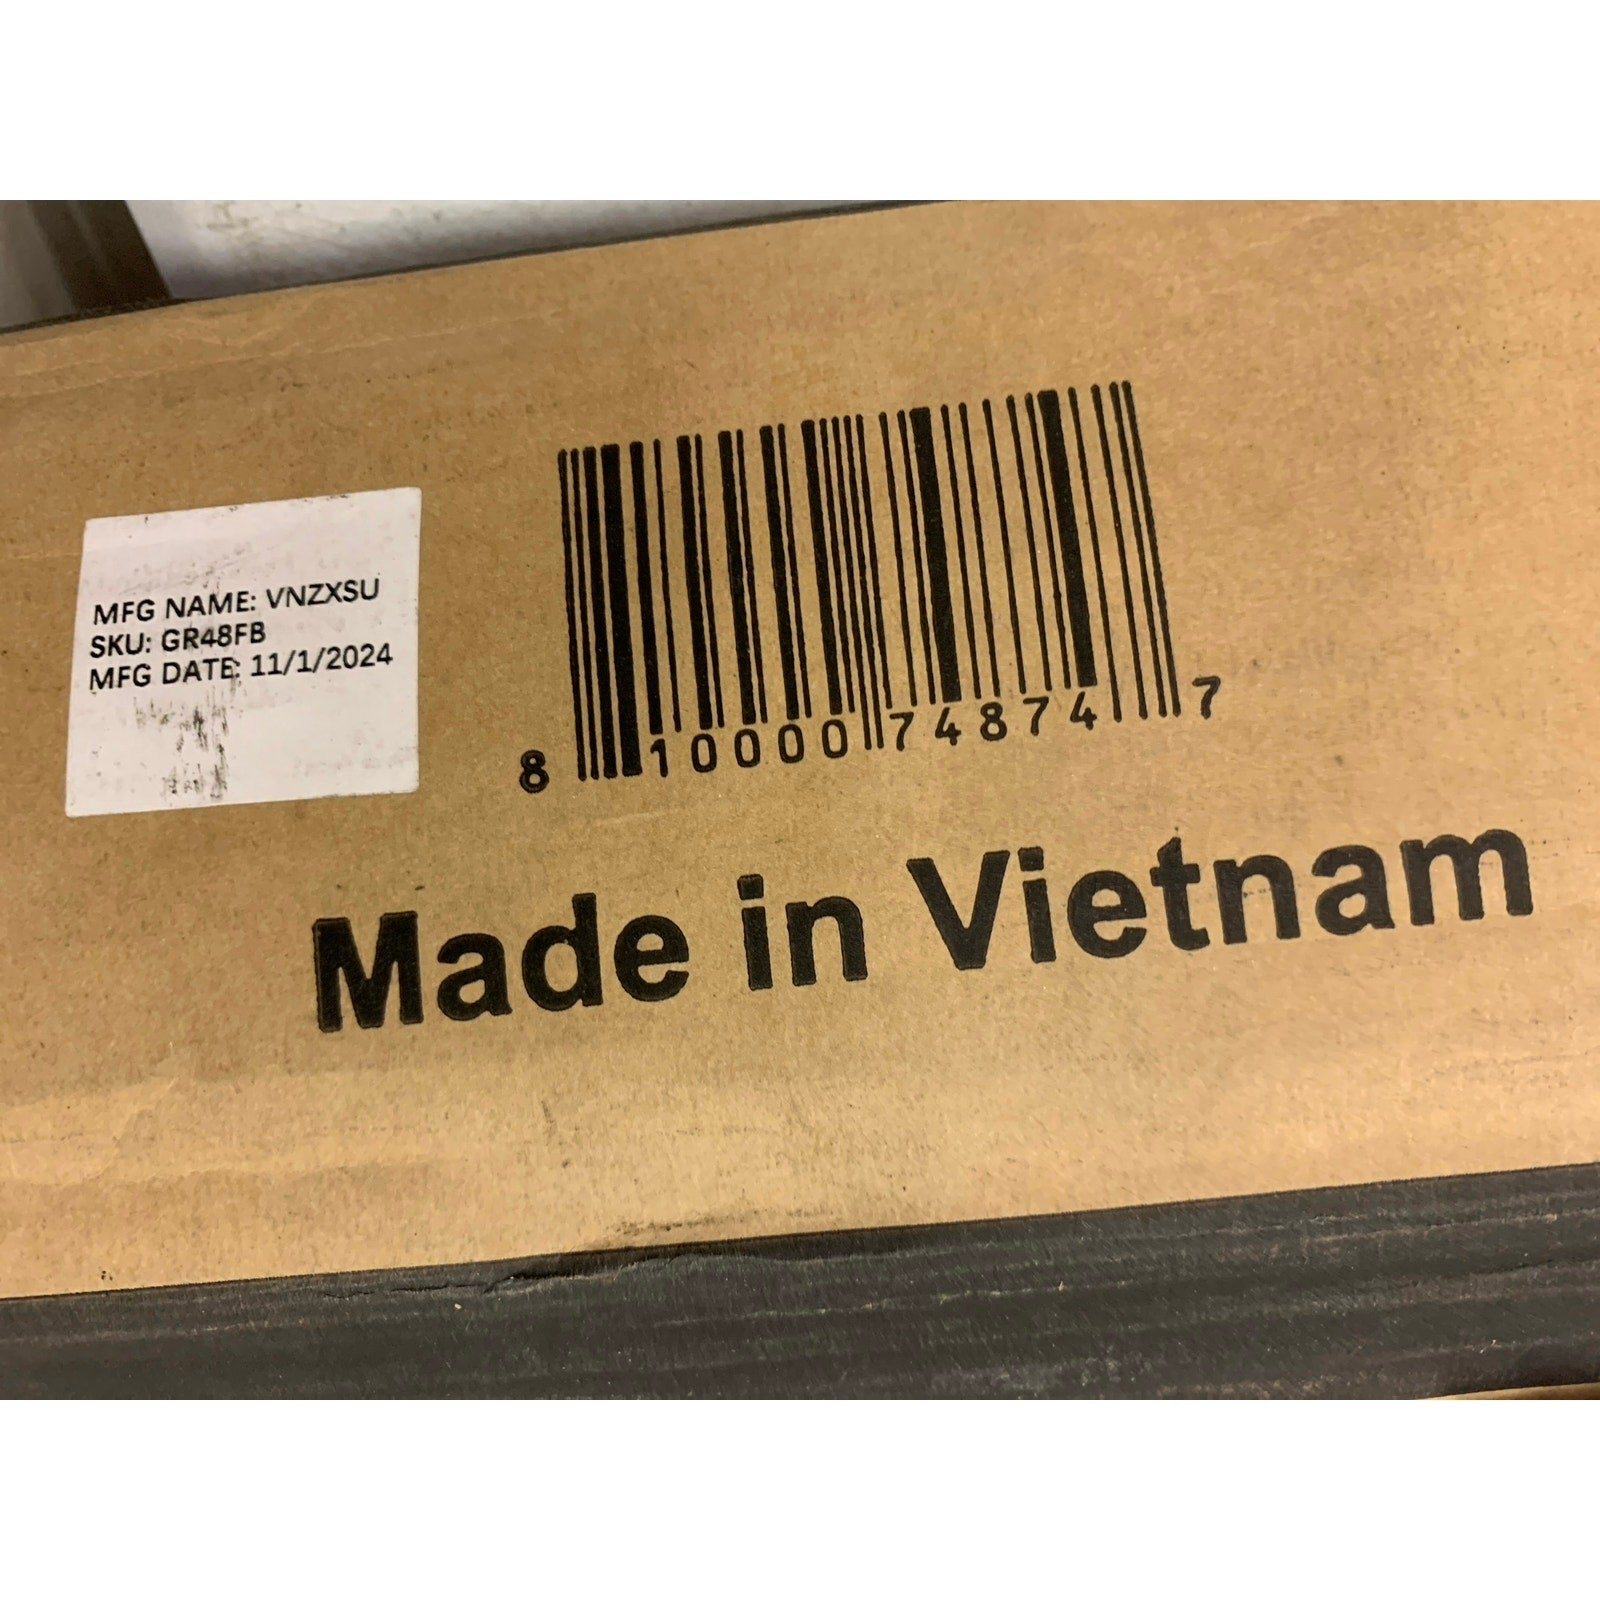 MFG NAME: VNZXSU
SKU: GR48FB
MFG DATE: 11/1/2024
8 10000 74874 7
Made in Vietnam